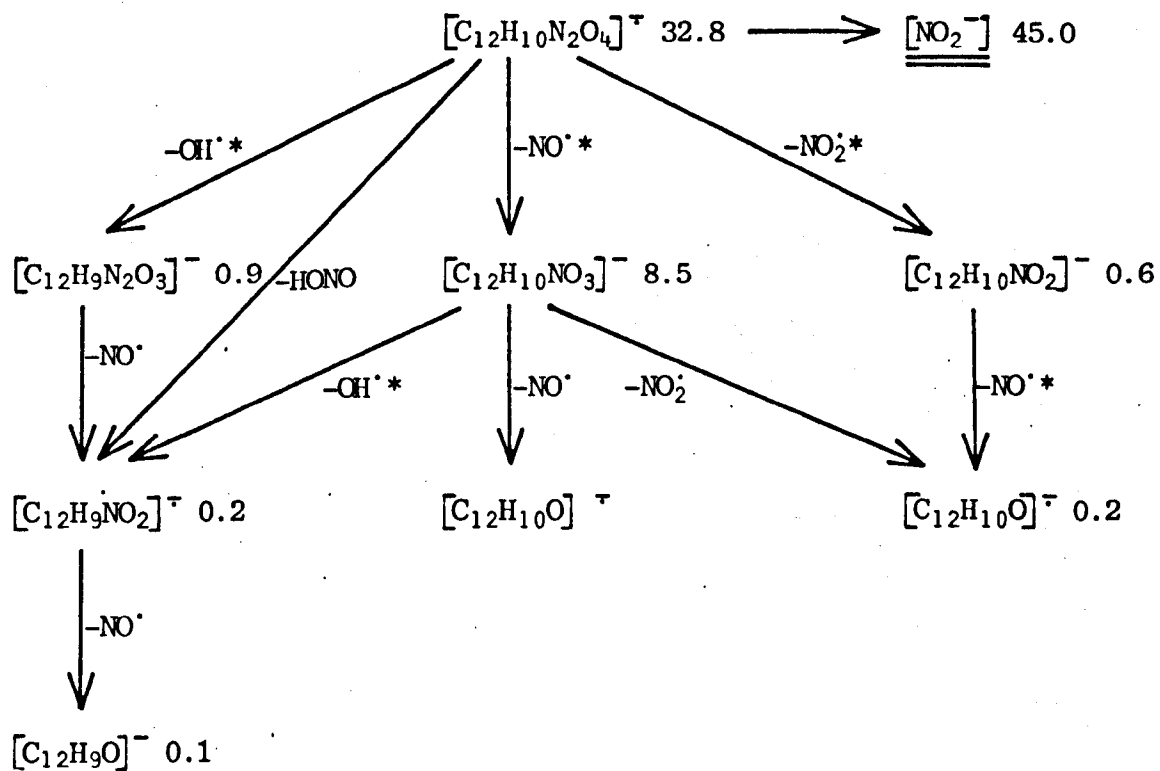 [C₁₂H₁₀N₂O₄]⁻̇ 32.8 [NO₂⁻] 45.0
–OH˙* –NO˙* –NO₂˙*
[C₁₂H₉N₂O₃]⁻ 0.9 –HONO [C₁₂H₁₀NO₃]⁻ 8.5 [C₁₂H₁₀NO₂]⁻ 0.6
–NO˙ –OH˙* –NO˙ –NO₂˙ –NO˙*
[C₁₂H₉NO₂]⁻̇ 0.2 [C₁₂H₁₀O]⁻̇ [C₁₂H₁₀O]⁻̇ 0.2
–NO˙
[C₁₂H₉O]⁻ 0.1